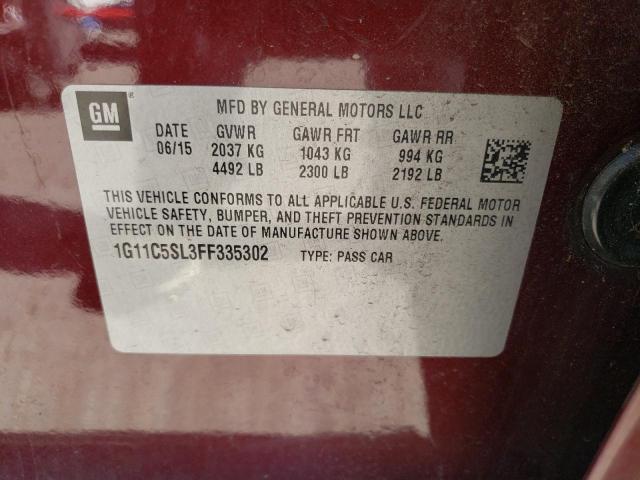 GM
MFD BY GENERAL MOTORS LLC
DATE GVWR GAWR FRT GAWR RR
06/15 2037 KG 1043 KG 994 KG
4492 LB 2300 LB 2192 LB
THIS VEHICLE CONFORMS TO ALL APPLICABLE U.S. FEDERAL MOTOR
VEHICLE SAFETY, BUMPER, AND THEFT PREVENTION STANDARDS IN
EFFECT ON THE DATE OF MANUFACTURE SHOWN ABOVE.
1G11C5SL3FF335302 TYPE: PASS CAR